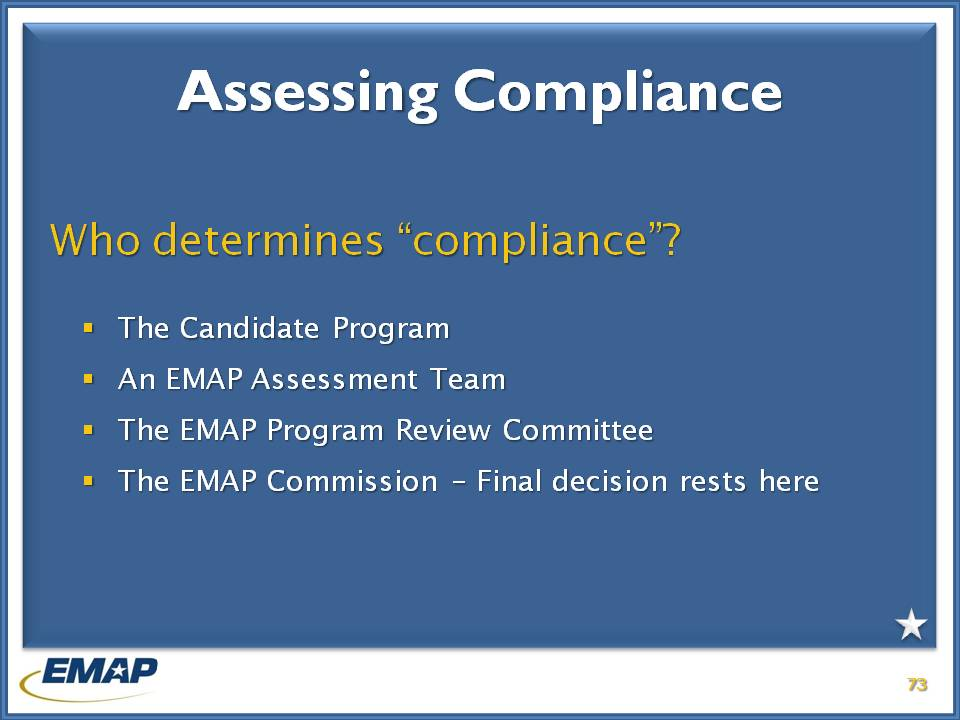 Assessing Compliance
Who determines “compliance”?
▪ The Candidate Program
▪ An EMAP Assessment Team
▪ The EMAP Program Review Committee
▪ The EMAP Commission – Final decision rests here
EMAP
73